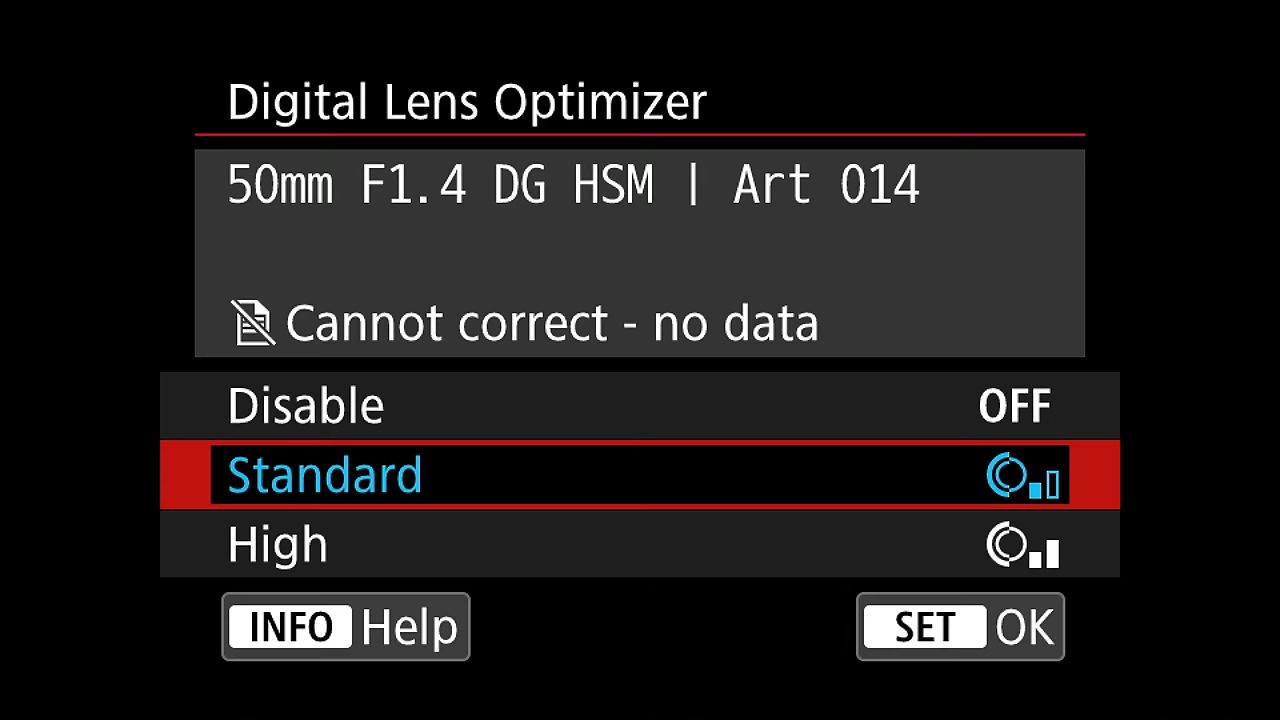 Digital Lens Optimizer
50mm F1.4 DG HSM | Art 014
Cannot correct - no data
Disable OFF
Standard
High
INFO Help SET OK